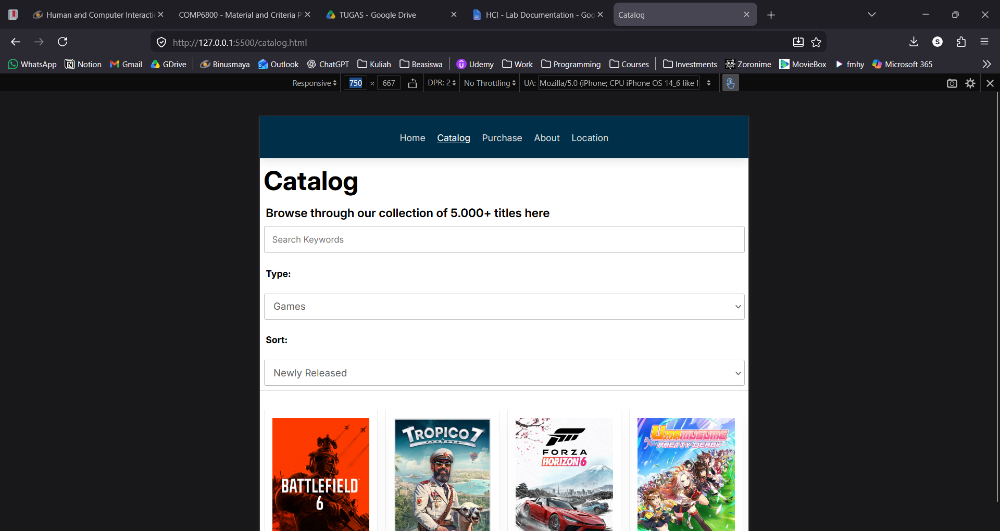 Human and Computer Interacti
COMP6800 - Material and Criteria P
TUGAS - Google Drive
HCI - Lab Documentation - Goo
Catalog
http://127.0.0.1:5500/catalog.html
S
WhatsApp
Notion
Gmail
GDrive
Binusmaya
Outlook
ChatGPT
Kuliah
Beasiswa
Udemy
Work
Programming
Courses
Investments
Zoronime
MovieBox
fmhy
Microsoft 365
Responsive
750 × 667
DPR: 2
No Throttling
UA: Mozilla/5.0 (iPhone; CPU iPhone OS 14_6 like
Home
Catalog
Purchase
About
Location
Catalog
Browse through our collection of 5.000+ titles here
Search Keywords
Type:
Games
Sort:
Newly Released
BATTLEFIELD
6
TROPICO 7
FORZA
HORIZON 6
UMAMUSUME
PRETTY DERBY